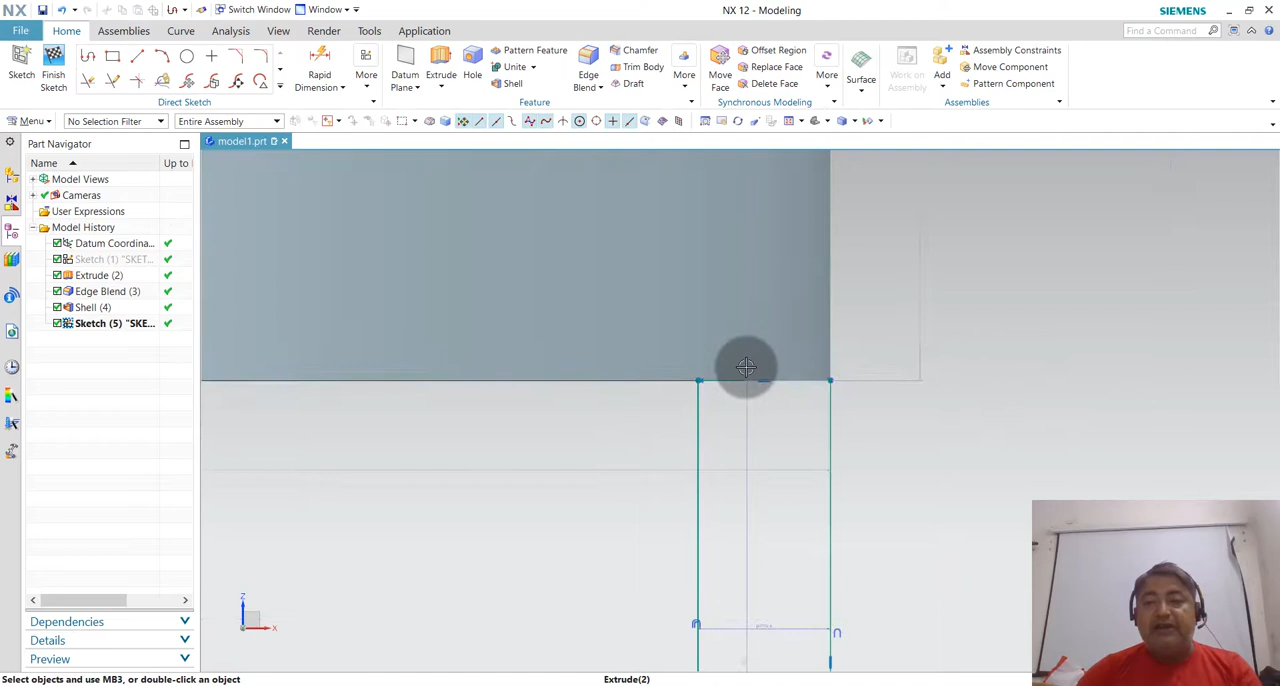 NX
Switch Window
Window
NX 12 - Modeling
SIEMENS
File
Home
Assemblies
Curve
Analysis
View
Render
Tools
Application
Find a Command
Sketch
Finish Sketch
Rapid Dimension
More
Direct Sketch
Datum Plane
Extrude
Hole
Pattern Feature
Unite
Shell
Edge Blend
Chamfer
Trim Body
Draft
More
Feature
Move Face
Offset Region
Replace Face
Delete Face
More
Synchronous Modeling
Surface
Work on Assembly
Add
Assembly Constraints
Move Component
Pattern Component
Assemblies
Menu
No Selection Filter
Entire Assembly
Part Navigator
model1.prt
Name
Up to
Model Views
Cameras
User Expressions
Model History
Datum Coordina...
Sketch (1) "SKET...
Extrude (2)
Edge Blend (3)
Shell (4)
Sketch (5) "SKE...
Z
X
Dependencies
Details
Preview
Select objects and use MB3, or double-click an object
Extrude(2)